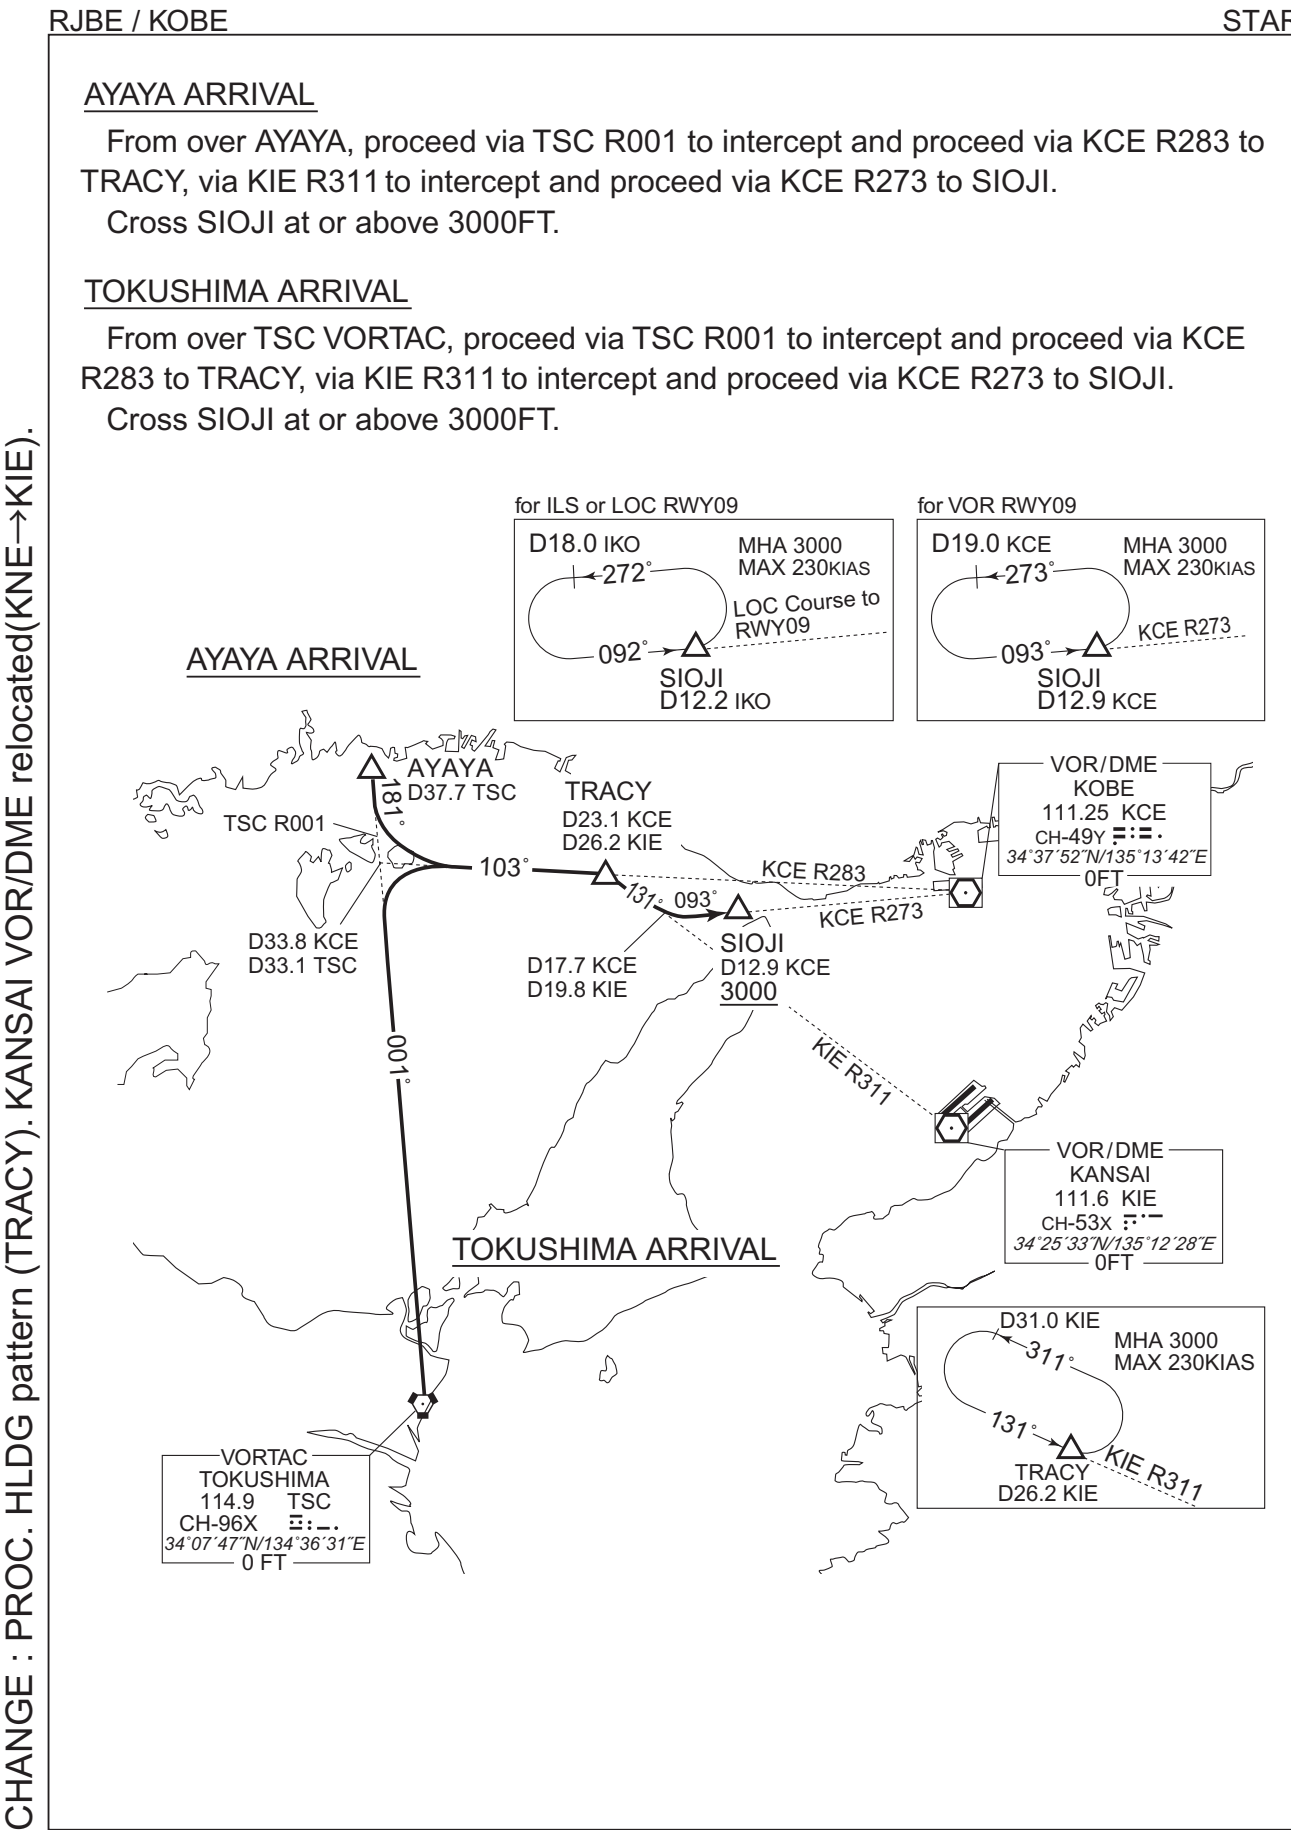 RJBE / KOBE
STAR
AYAYA ARRIVAL
From over AYAYA, proceed via TSC R001 to intercept and proceed via KCE R283 to
TRACY, via KIE R311 to intercept and proceed via KCE R273 to SIOJI.
Cross SIOJI at or above 3000FT.
TOKUSHIMA ARRIVAL
From over TSC VORTAC, proceed via TSC R001 to intercept and proceed via KCE
R283 to TRACY, via KIE R311 to intercept and proceed via KCE R273 to SIOJI.
Cross SIOJI at or above 3000FT.
CHANGE : PROC. HLDG pattern (TRACY). KANSAI VOR/DME relocated(KNE→KIE).
for ILS or LOC RWY09
D18.0 IKO
MHA 3000
MAX 230KIAS
272°
LOC Course to
RWY09
092°
SIOJI
D12.2 IKO
for VOR RWY09
D19.0 KCE
MHA 3000
MAX 230KIAS
273°
KCE R273
093°
SIOJI
D12.9 KCE
AYAYA ARRIVAL
AYAYA
D37.7 TSC
181°
TSC R001
TRACY
D23.1 KCE
D26.2 KIE
103°
KCE R283
131°
093°
KCE R273
VOR/DME
KOBE
111.25 KCE
CH-49Y
34°37′52″N/135°13′42″E
0FT
D33.8 KCE
D33.1 TSC
D17.7 KCE
D19.8 KIE
SIOJI
D12.9 KCE
3000
001°
KIE R311
VOR/DME
KANSAI
111.6 KIE
CH-53X
34°25′33″N/135°12′28″E
0FT
TOKUSHIMA ARRIVAL
D31.0 KIE
MHA 3000
MAX 230KIAS
311°
131°
TRACY
D26.2 KIE
KIE R311
VORTAC
TOKUSHIMA
114.9 TSC
CH-96X
34°07′47″N/134°36′31″E
0 FT